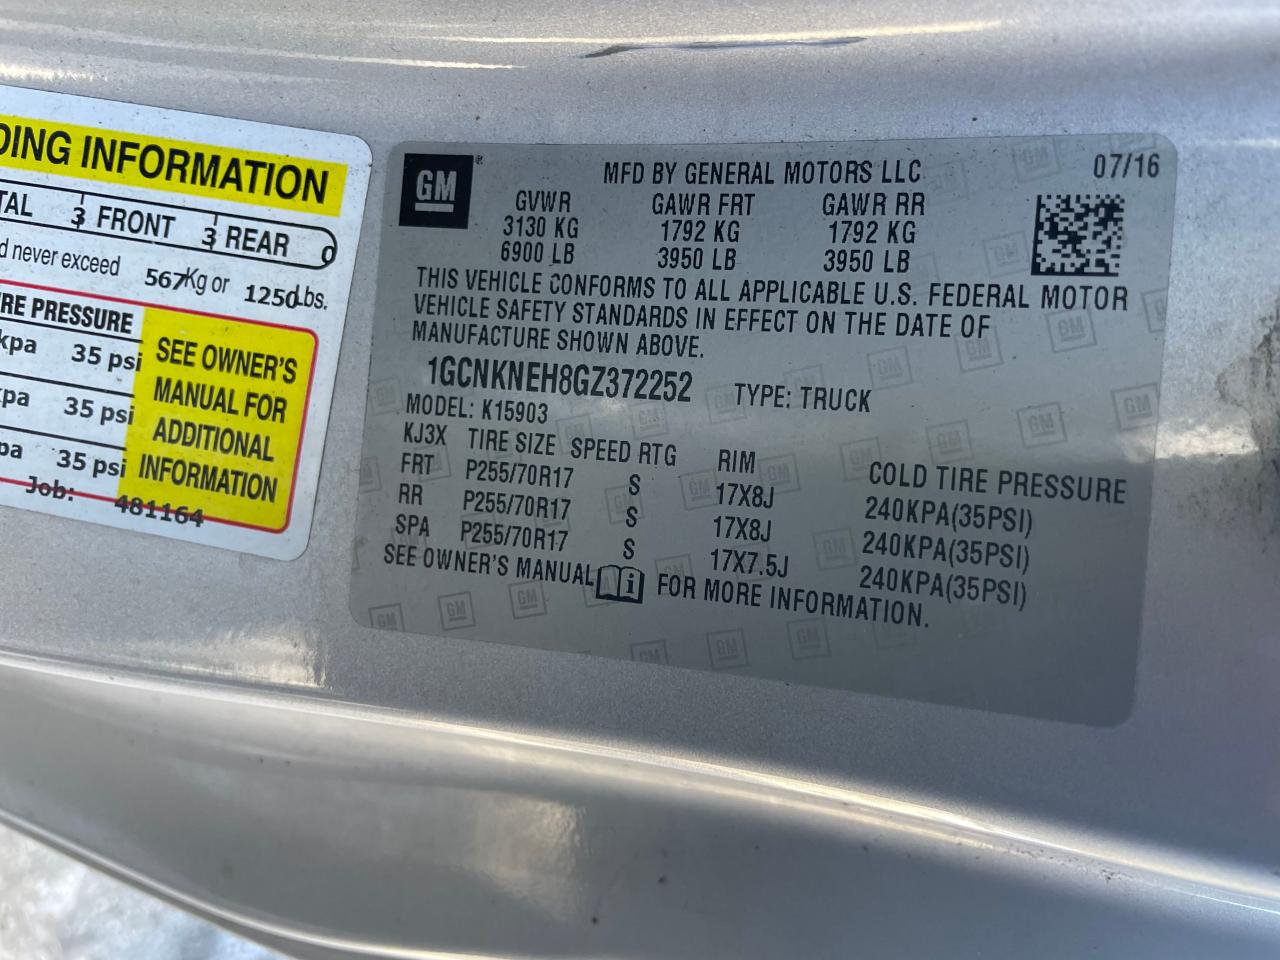 DING INFORMATION
TAL 3 FRONT 3 REAR 0
d never exceed 567Kg or 1250Lbs.
IRE PRESSURE
kpa 35 psi
kpa 35 psi
pa 35 psi
SEE OWNER'S
MANUAL FOR
ADDITIONAL
INFORMATION
Job: 481164
GM
MFD BY GENERAL MOTORS LLC 07/16
GVWR GAWR FRT GAWR RR
3130 KG 1792 KG 1792 KG
6900 LB 3950 LB 3950 LB
THIS VEHICLE CONFORMS TO ALL APPLICABLE U.S. FEDERAL MOTOR
VEHICLE SAFETY STANDARDS IN EFFECT ON THE DATE OF
MANUFACTURE SHOWN ABOVE.
1GCNKNEH8GZ372252 TYPE: TRUCK
MODEL: K15903
KJ3X TIRE SIZE SPEED RTG RIM COLD TIRE PRESSURE
FRT P255/70R17 S 17X8J 240KPA(35PSI)
RR P255/70R17 S 17X8J 240KPA(35PSI)
SPA P255/70R17 S 17X7.5J 240KPA(35PSI)
SEE OWNER'S MANUAL FOR MORE INFORMATION.